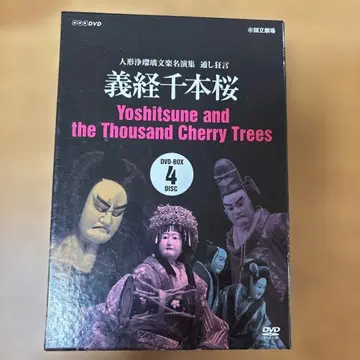 NHK DVD
国立劇場
人形浄瑠璃文楽名演集 通し狂言
義経千本桜
Yoshitsune and
the Thousand Cherry Trees
DVD-BOX
4
DISC
DVD